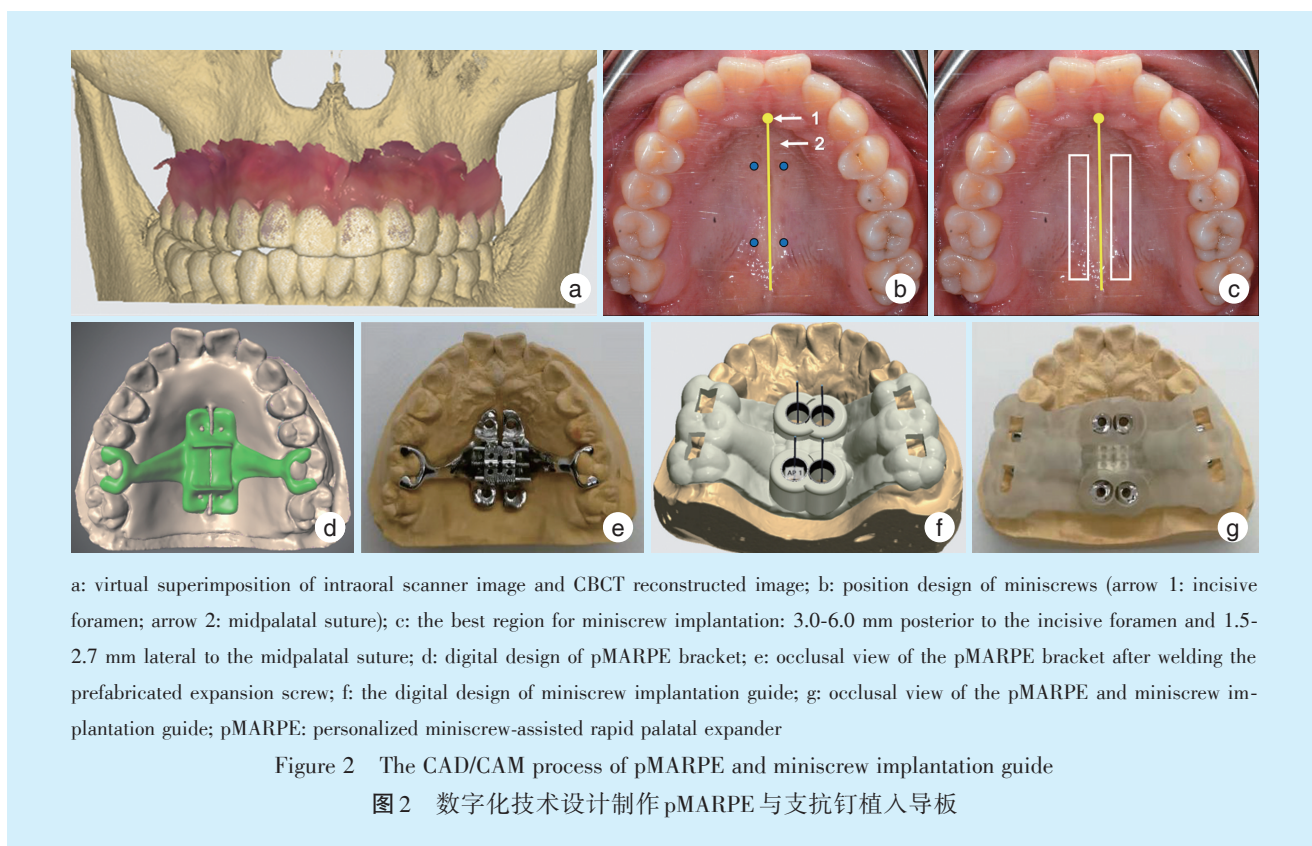 a
1
2
b
c
d
e
AP 1
f
g
a: virtual superimposition of intraoral scanner image and CBCT reconstructed image; b: position design of miniscrews (arrow 1: incisive
foramen; arrow 2: midpalatal suture); c: the best region for miniscrew implantation: 3.0-6.0 mm posterior to the incisive foramen and 1.5-
2.7 mm lateral to the midpalatal suture; d: digital design of pMARPE bracket; e: occlusal view of the pMARPE bracket after welding the
prefabricated expansion screw; f: the digital design of miniscrew implantation guide; g: occlusal view of the pMARPE and miniscrew im-
plantation guide; pMARPE: personalized miniscrew-assisted rapid palatal expander
Figure 2 The CAD/CAM process of pMARPE and miniscrew implantation guide
图2 数字化技术设计制作pMARPE与支抗钉植入导板